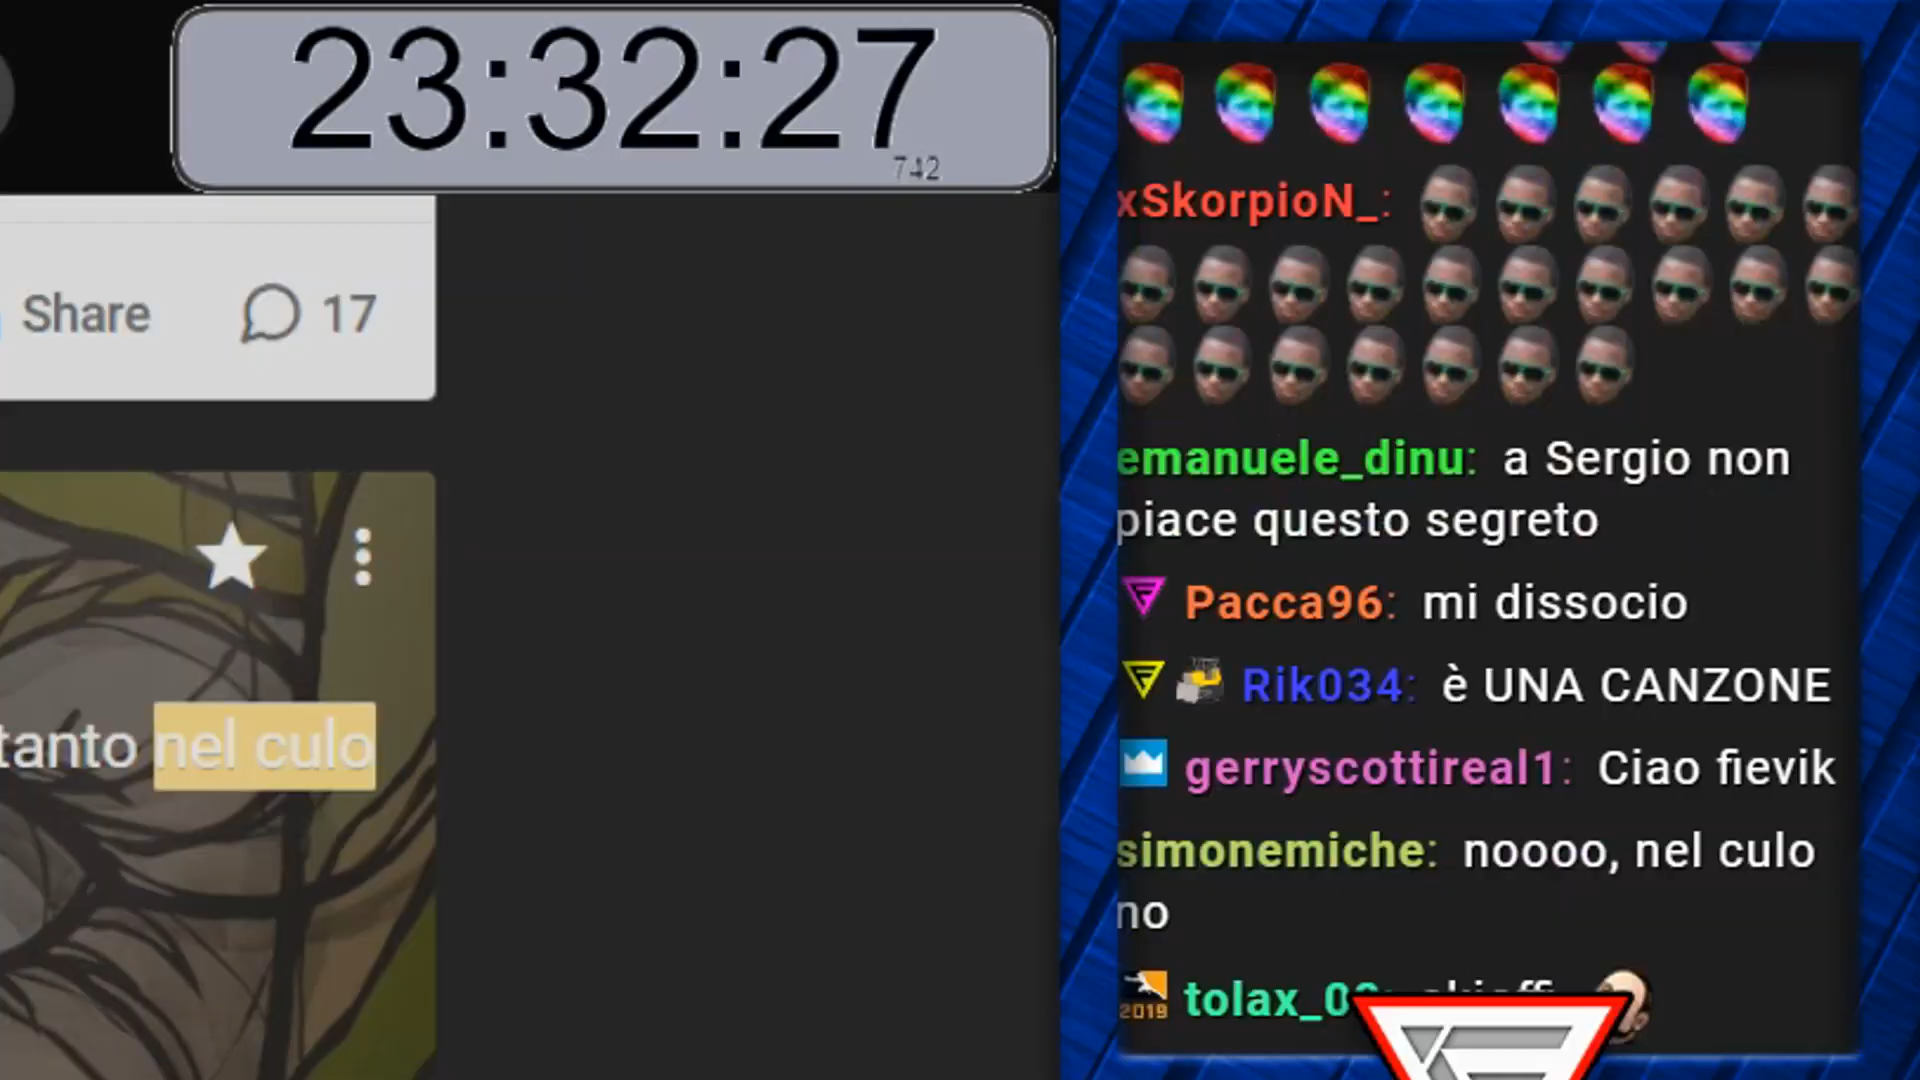 23:32:27
742
Share 17
xSkorpioN_:
emanuele_dinu: a Sergio non
piace questo segreto
Pacca96: mi dissocio
Rik034: è UNA CANZONE
gerryscottireal1: Ciao fievik
tanto nel culo
simonemiche: noooo, nel culo
no
2019